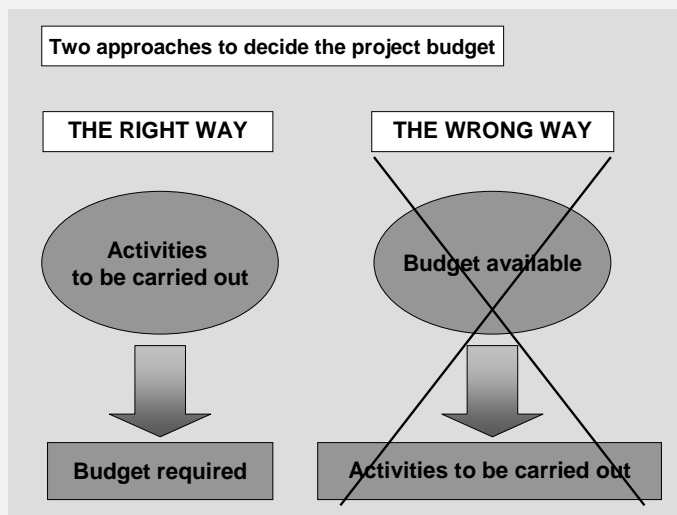 Two approaches to decide the project budget
THE RIGHT WAY
THE WRONG WAY
Activities
to be carried out
Budget available
Budget required
Activities to be carried out